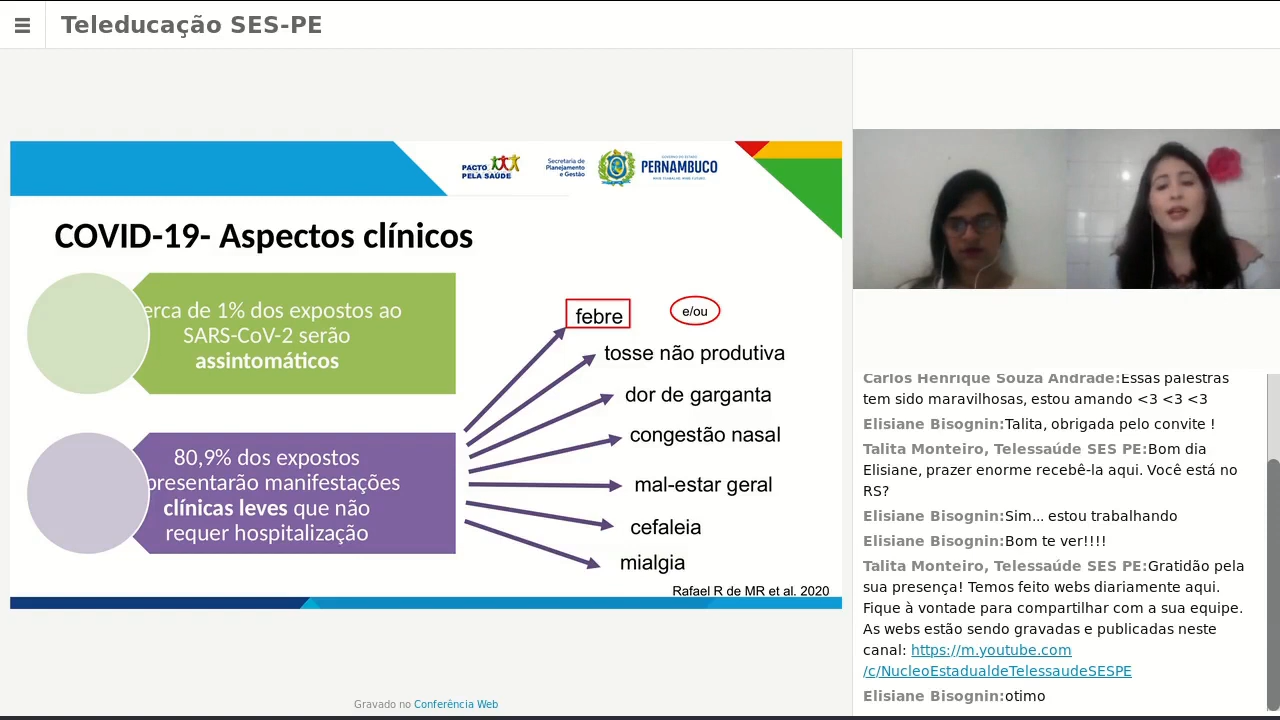 Teleducação SES-PE
PACTO
PELA SAÚDE
Secretaria de
Planejamento
e Gestão
PERNAMBUCO
COVID-19- Aspectos clínicos
erca de 1% dos expostos ao
SARS-CoV-2 serão
assintomáticos
80,9% dos expostos
presentarão manifestações
clínicas leves que não
requer hospitalização
febre
e/ou
tosse não produtiva
dor de garganta
congestão nasal
mal-estar geral
cefaleia
mialgia
Rafael R de MR et al. 2020
Gravado no Conferência Web
Carlos Henrique Souza Andrade:Essas palestras
tem sido maravilhosas, estou amando <3 <3 <3
Elisiane Bisognin:Talita, obrigada pelo convite !
Talita Monteiro, Telessaúde SES PE:Bom dia
Elisiane, prazer enorme recebê-la aqui. Você está no
RS?
Elisiane Bisognin:Sim... estou trabalhando
Elisiane Bisognin:Bom te ver!!!!
Talita Monteiro, Telessaúde SES PE:Gratidão pela
sua presença! Temos feito webs diariamente aqui.
Fique à vontade para compartilhar com a sua equipe.
As webs estão sendo gravadas e publicadas neste
canal: https://m.youtube.com
/c/NucleoEstadualdeTelessaudeSESPE
Elisiane Bisognin:otimo